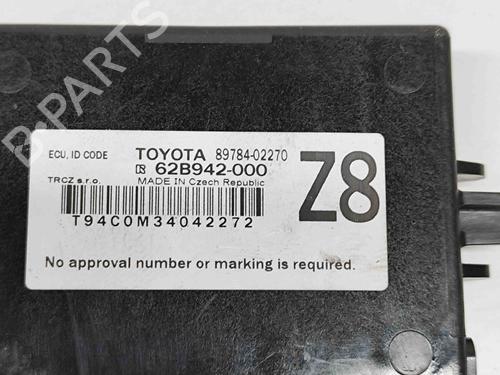 ECU, ID CODE TOYOTA 89784-02270
62B942-000
TRCZ s.r.o. MADE IN Czech Republic
Z8
T94C0M34042272
No approval number or marking is required.
B-PARTS